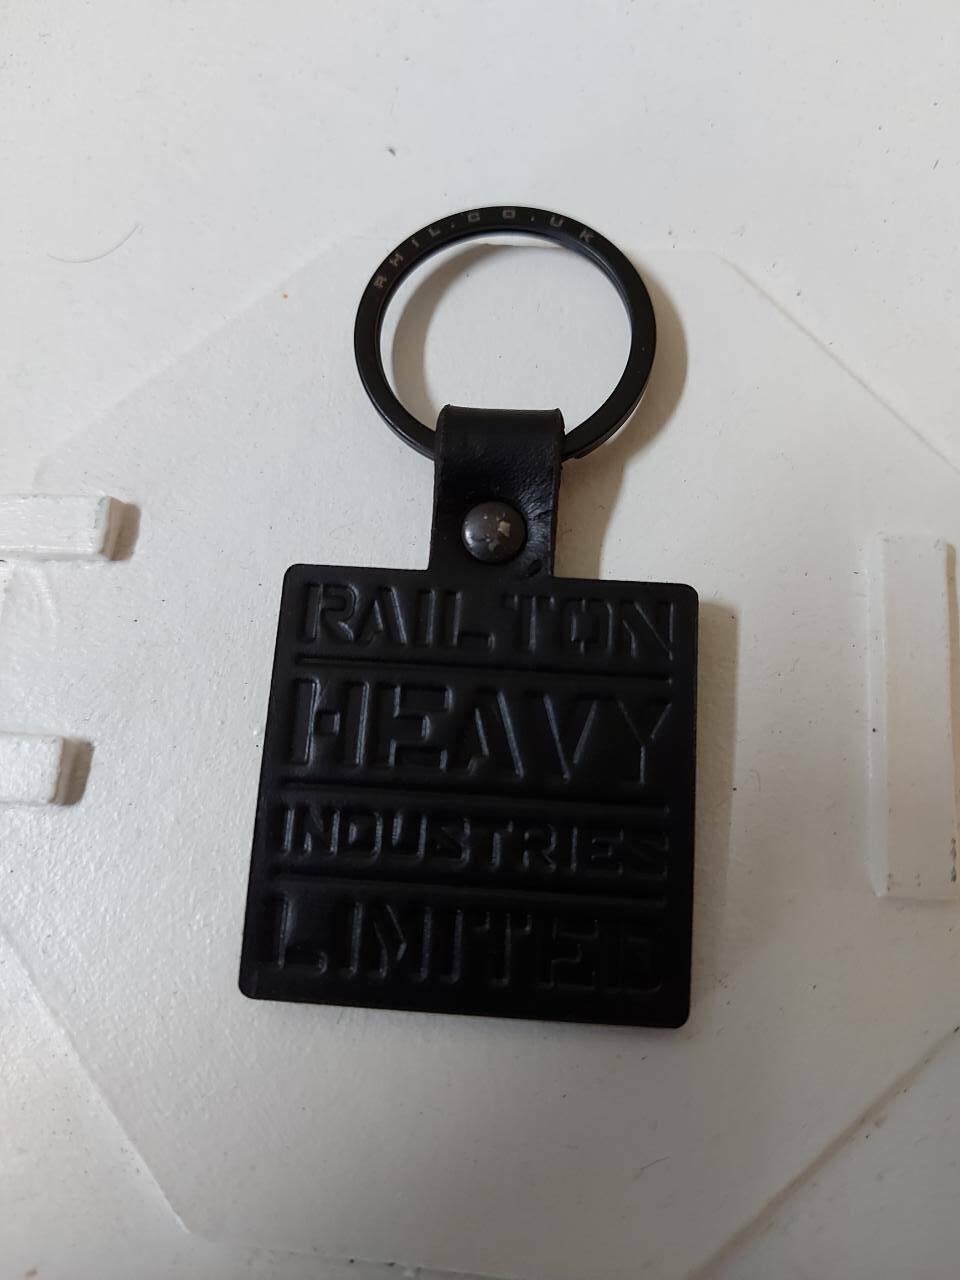 RHIL.CO.UK
RAILTON
HEAVY
INDUSTRIES
LIMITED